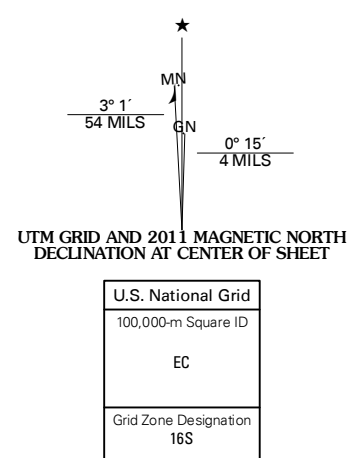 MN
3° 1´
54 MILS
GN
0° 15´
4 MILS
UTM GRID AND 2011 MAGNETIC NORTH
DECLINATION AT CENTER OF SHEET
U.S. National Grid
100,000-m Square ID
EC
Grid Zone Designation
16S